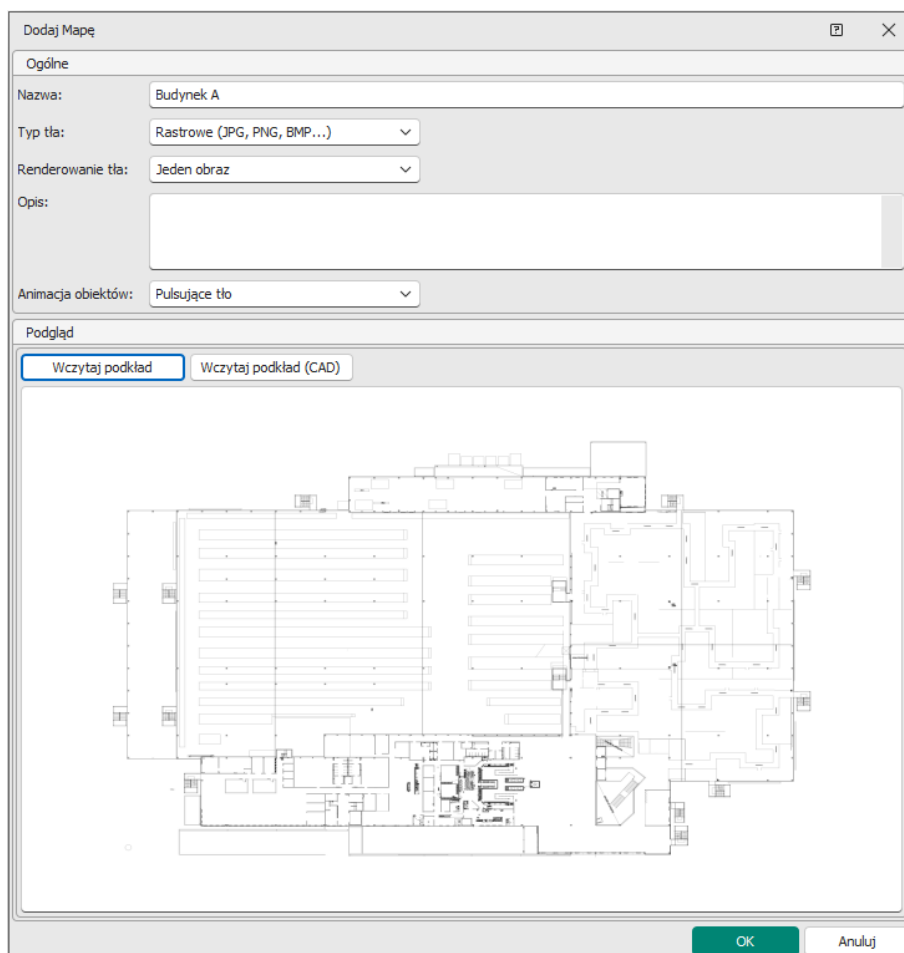 Dodaj Mapę
Ogólne
Nazwa: Budynek A
Typ tła: Rastrowe (JPG, PNG, BMP...)
Renderowanie tła: Jeden obraz
Opis:
Animacja obiektów: Pulsujące tło
Podgląd
Wczytaj podkład Wczytaj podkład (CAD)
OK Anuluj